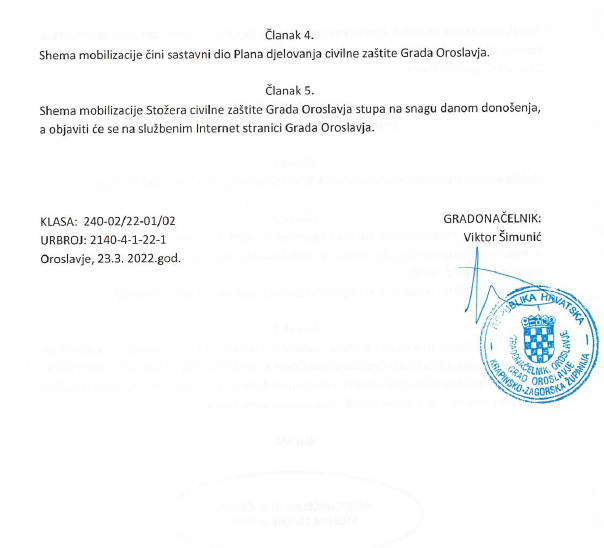 Članak 4.
Shema mobilizacije čini sastavni dio Plana djelovanja civilne zaštite Grada Oroslavja.
Članak 5.
Shema mobilizacije Stožera civilne zaštite Grada Oroslavja stupa na snagu danom donošenja,
a objaviti će se na službenim Internet stranici Grada Oroslavja.
KLASA: 240-02/22-01/02
URBROJ: 2140-4-1-22-1
Oroslavje, 23.3. 2022.god.
GRADONAČELNIK:
Viktor Šimunić
REPUBLIKA HRVATSKA
KRAPINSKO-ZAGORSKA ŽUPANIJA
GRADONAČELNIK, OROSLAVJE
GRAD OROSLAVJE